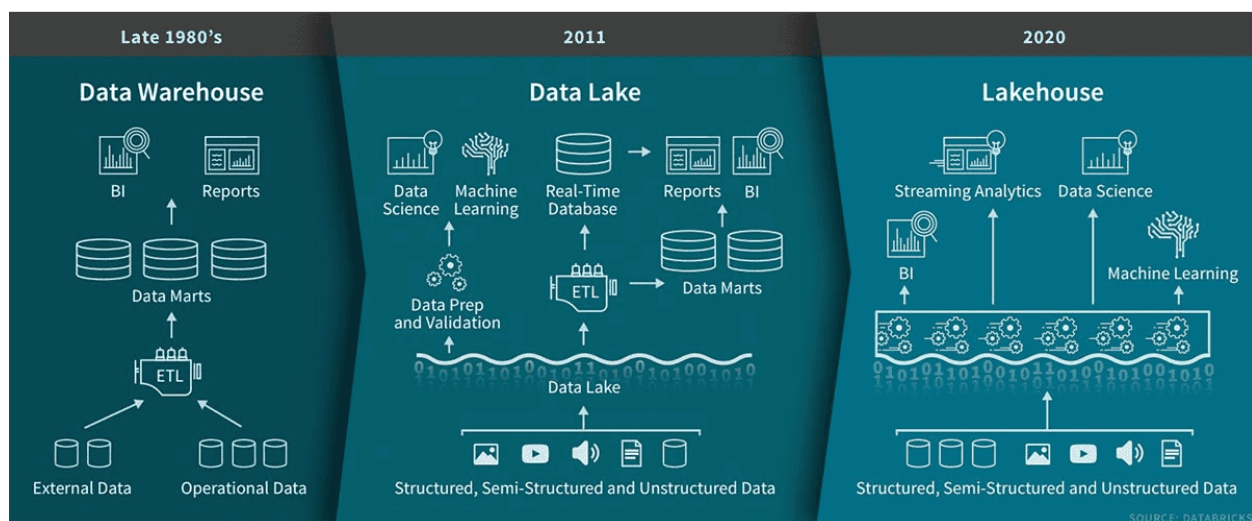 Late 1980's
Data Warehouse
BI
Reports
Data Marts
ETL
External Data
Operational Data
2011
Data Lake
Data
Science
Machine
Learning
Real-Time
Database
Reports
BI
Data Prep
and Validation
ETL
Data Marts
Data Lake
Structured, Semi-Structured and Unstructured Data
2020
Lakehouse
Streaming Analytics
Data Science
BI
Machine Learning
Structured, Semi-Structured and Unstructured Data
SOURCE: DATABRICKS